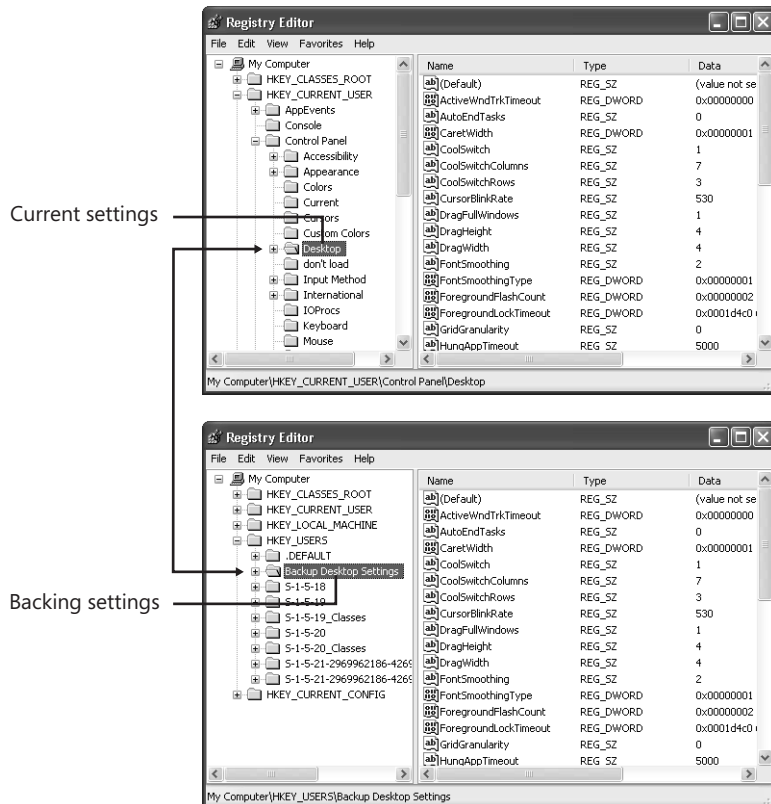 Registry Editor
File Edit View Favorites Help
My Computer
HKEY_CLASSES_ROOT
HKEY_CURRENT_USER
AppEvents
Console
Control Panel
Accessibility
Appearance
Colors
Current
Cursors
Custom Colors
Desktop
don't load
Input Method
International
IOProcs
Keyboard
Mouse
Name Type Data
(Default) REG_SZ (value not se
ActiveWndTrkTimeout REG_DWORD 0x00000000
AutoEndTasks REG_SZ 0
CaretWidth REG_DWORD 0x00000001
CoolSwitch REG_SZ 1
CoolSwitchColumns REG_SZ 7
CoolSwitchRows REG_SZ 3
CursorBlinkRate REG_SZ 530
DragFullWindows REG_SZ 1
DragHeight REG_SZ 4
DragWidth REG_SZ 4
FontSmoothing REG_SZ 2
FontSmoothingType REG_DWORD 0x00000001
ForegroundFlashCount REG_DWORD 0x00000002
ForegroundLockTimeout REG_DWORD 0x0001d4c0
GridGranularity REG_SZ 0
HungAppTimeout REG_SZ 5000
My Computer\HKEY_CURRENT_USER\Control Panel\Desktop
Current settings
Registry Editor
File Edit View Favorites Help
My Computer
HKEY_CLASSES_ROOT
HKEY_CURRENT_USER
HKEY_LOCAL_MACHINE
HKEY_USERS
.DEFAULT
Backup Desktop Settings
S-1-5-18
S-1-5-19
S-1-5-19_Classes
S-1-5-20
S-1-5-20_Classes
S-1-5-21-2969962186-4269
S-1-5-21-2969962186-4269
HKEY_CURRENT_CONFIG
Name Type Data
(Default) REG_SZ (value not se
ActiveWndTrkTimeout REG_DWORD 0x00000000
AutoEndTasks REG_SZ 0
CaretWidth REG_DWORD 0x00000001
CoolSwitch REG_SZ 1
CoolSwitchColumns REG_SZ 7
CoolSwitchRows REG_SZ 3
CursorBlinkRate REG_SZ 530
DragFullWindows REG_SZ 1
DragHeight REG_SZ 4
DragWidth REG_SZ 4
FontSmoothing REG_SZ 2
FontSmoothingType REG_DWORD 0x00000001
ForegroundFlashCount REG_DWORD 0x00000002
ForegroundLockTimeout REG_DWORD 0x0001d4c0
GridGranularity REG_SZ 0
HungAppTimeout REG_SZ 5000
My Computer\HKEY_USERS\Backup Desktop Settings
Backing settings